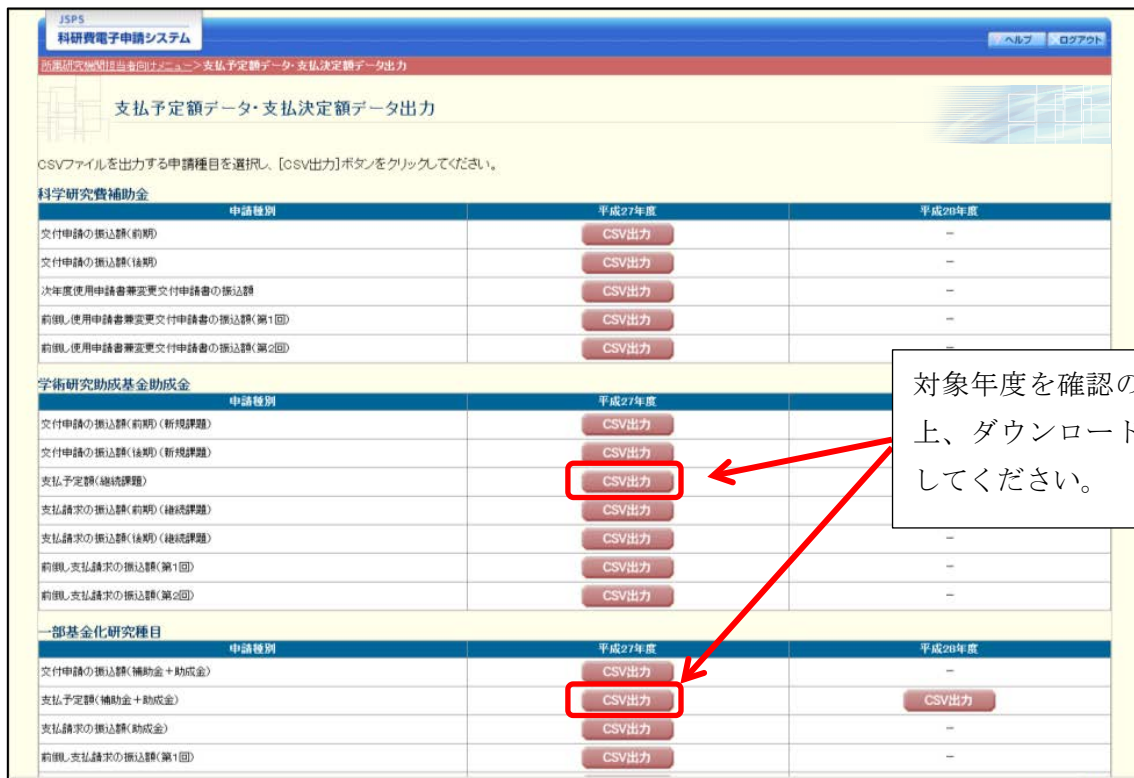 JSPS
科研費電子申請システム
ヘルプ ログアウト
所属研究機関担当者向けメニュー>支払予定額データ・支払決定額データ出力
支払予定額データ・支払決定額データ出力
CSVファイルを出力する申請種目を選択し、[CSV出力]ボタンをクリックしてください。
科学研究費補助金
申請種別 平成27年度 平成28年度
交付申請の振込額(前期) CSV出力 －
交付申請の振込額(後期) CSV出力 －
次年度使用申請書兼変更交付申請書の振込額 CSV出力 －
前倒し使用申請書兼変更交付申請書の振込額(第1回) CSV出力 －
前倒し使用申請書兼変更交付申請書の振込額(第2回) CSV出力 －
学術研究助成基金助成金
申請種別 平成27年度
交付申請の振込額(前期)(新規課題) CSV出力
交付申請の振込額(後期)(新規課題) CSV出力
支払予定額(継続課題) CSV出力
支払請求の振込額(前期)(継続課題) CSV出力
支払請求の振込額(後期)(継続課題) CSV出力 －
前倒し支払請求の振込額(第1回) CSV出力 －
前倒し支払請求の振込額(第2回) CSV出力 －
対象年度を確認の
上、ダウンロード
してください。
一部基金化研究種目
申請種別 平成27年度 平成28年度
交付申請の振込額(補助金＋助成金) CSV出力 －
支払予定額(補助金＋助成金) CSV出力 CSV出力
支払請求の振込額(助成金) CSV出力 －
前倒し支払請求の振込額(第1回) CSV出力 －